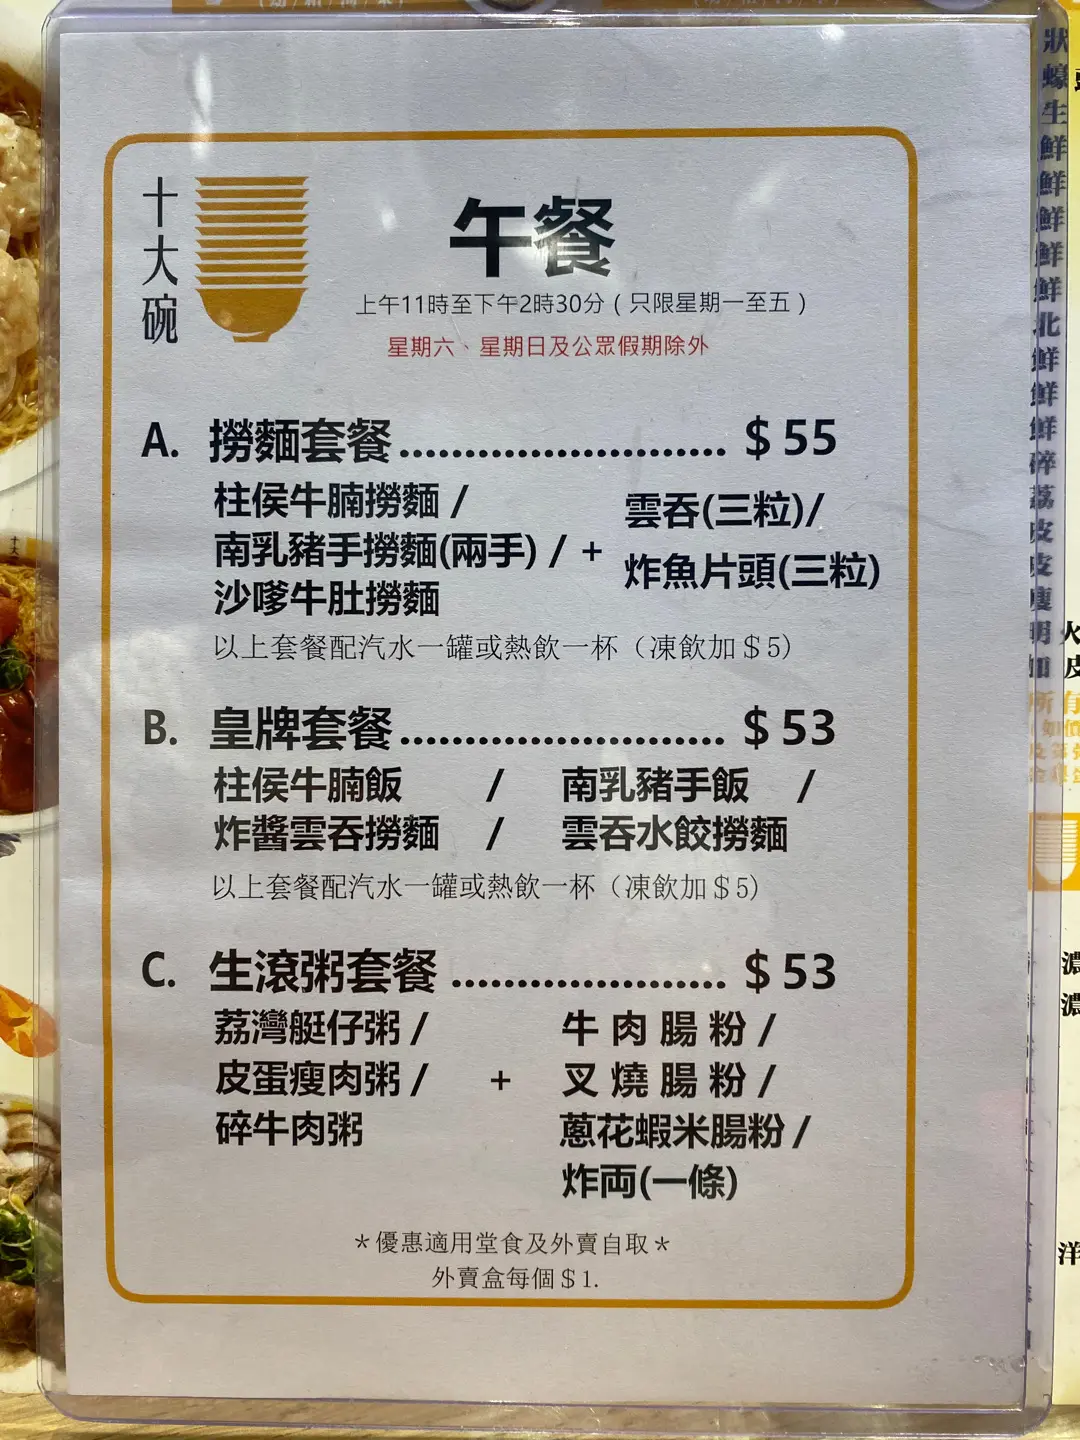 十大碗
午餐
上午11時至下午2時30分 ( 只限星期一至五 )
星期六、星期日及公眾假期除外
A. 撈麵套餐......................... $ 55
柱侯牛腩撈麵 /
南乳豬手撈麵(兩手) / +
沙嗲牛肚撈麵
雲吞(三粒)/
炸魚片頭(三粒)
以上套餐配汽水一罐或熱飲一杯（凍飲加＄5）
B. 皇牌套餐......................... $ 53
柱侯牛腩飯 / 南乳豬手飯 /
炸醬雲吞撈麵 / 雲吞水餃撈麵
以上套餐配汽水一罐或熱飲一杯（凍飲加＄5）
C. 生滾粥套餐..................... $ 53
荔灣艇仔粥 / 牛 肉 腸 粉 /
皮蛋瘦肉粥 / + 叉 燒 腸 粉 /
碎牛肉粥 蔥花蝦米腸粉 /
炸両(一條)
＊優惠適用堂食及外賣自取＊
外賣盒每個＄1.